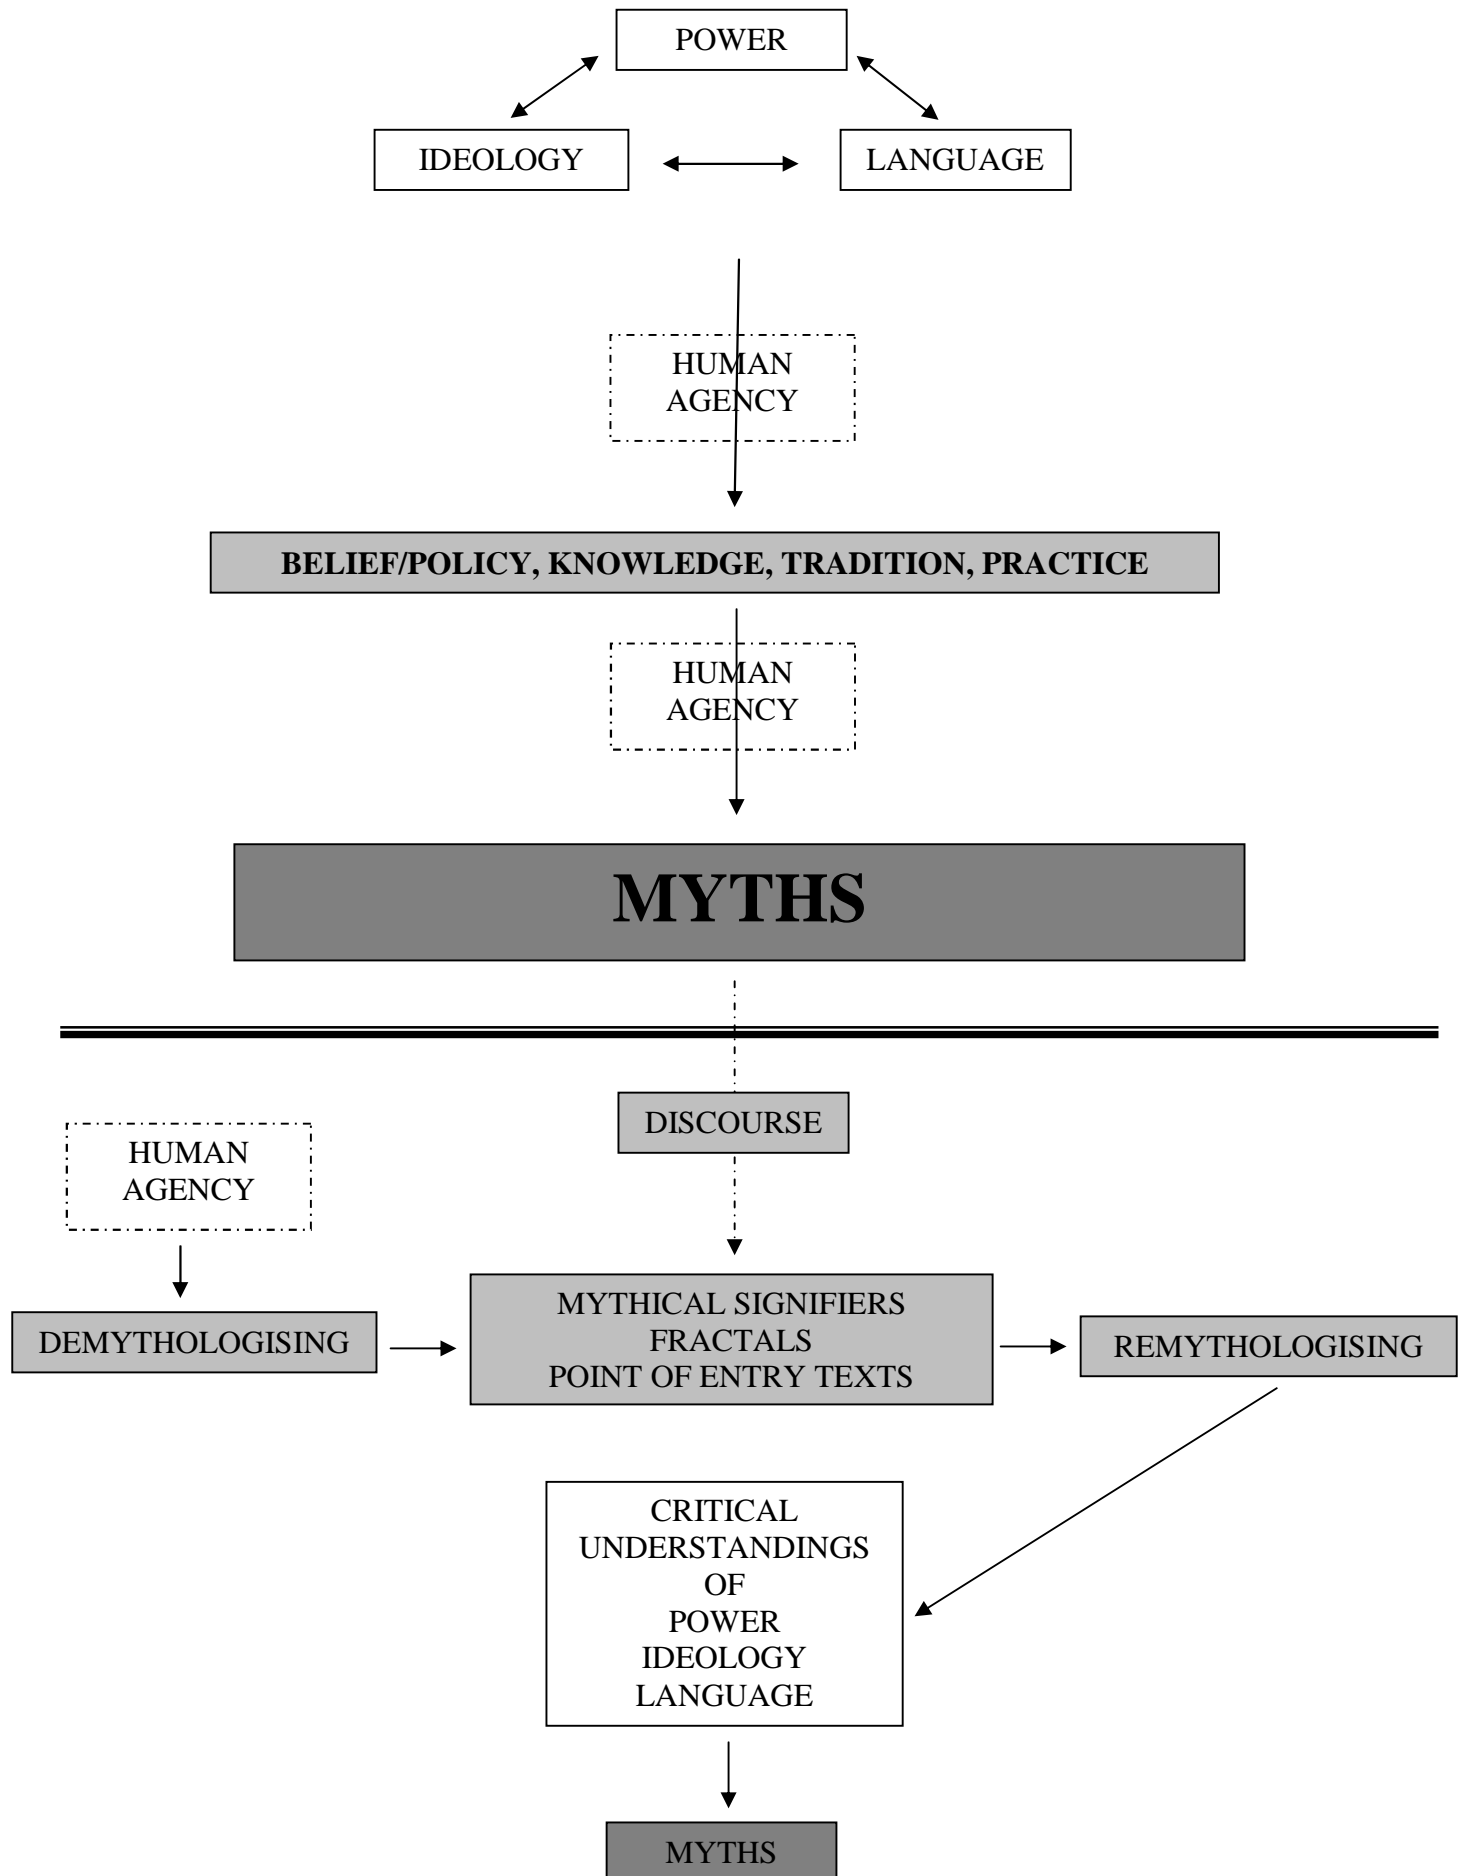 POWER
IDEOLOGY
LANGUAGE
HUMAN
AGENCY
BELIEF/POLICY, KNOWLEDGE, TRADITION, PRACTICE
HUMAN
AGENCY
MYTHS
DISCOURSE
HUMAN
AGENCY
DEMYTHOLOGISING
MYTHICAL SIGNIFIERS
FRACTALS
POINT OF ENTRY TEXTS
REMYTHOLOGISING
CRITICAL
UNDERSTANDINGS
OF
POWER
IDEOLOGY
LANGUAGE
MYTHS